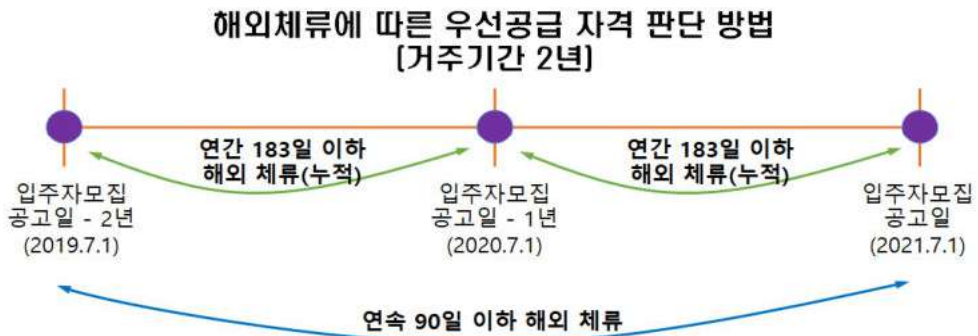 해외체류에 따른 우선공급 자격 판단 방법
[거주기간 2년]
연간 183일 이하
해외 체류(누적)
연간 183일 이하
해외 체류(누적)
입주자모집
공고일 - 2년
(2019.7.1)
입주자모집
공고일 - 1년
(2020.7.1)
입주자모집
공고일
(2021.7.1)
연속 90일 이하 해외 체류